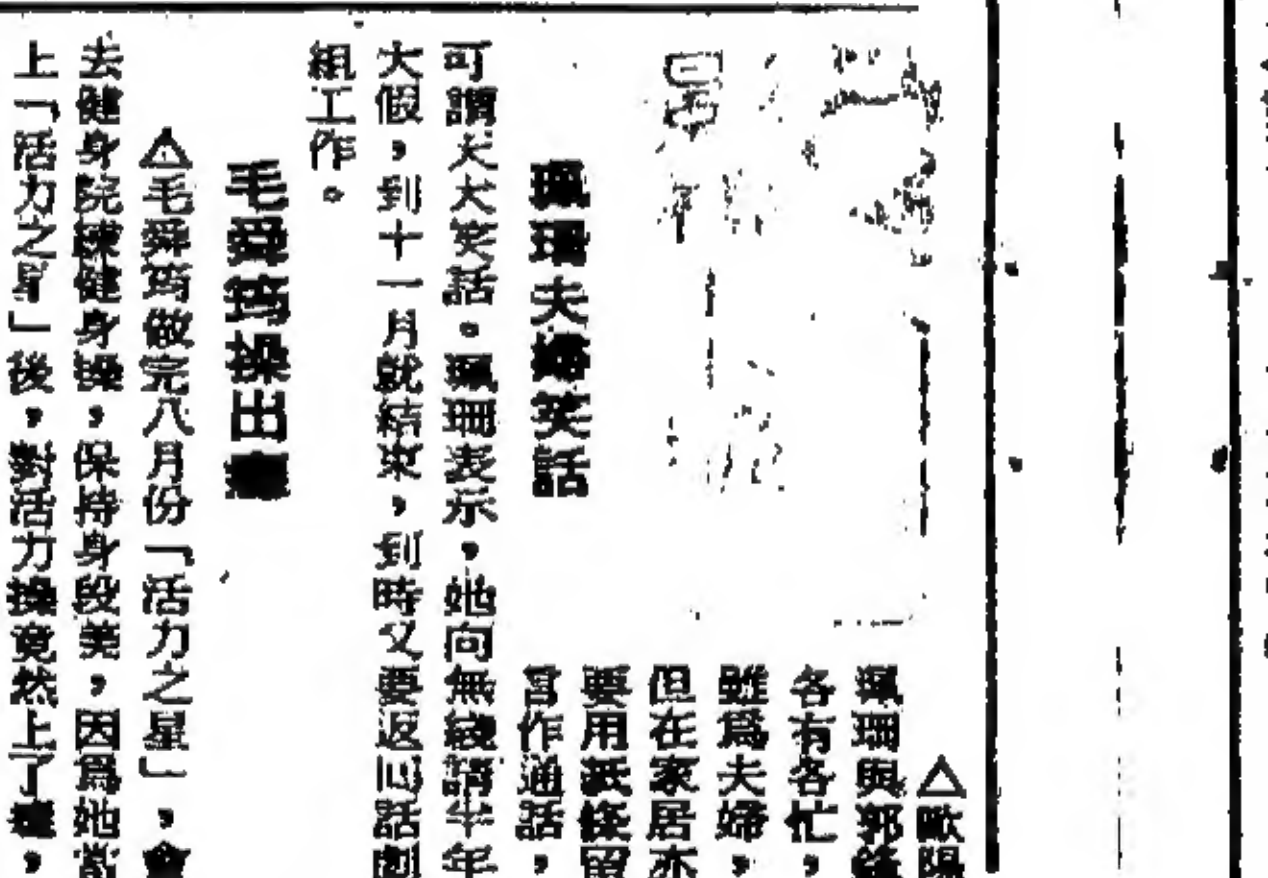 △歐陽
珮珊與郭鋒
各有各忙，
雖爲夫婦，
但在家居亦
要用紙條留
言作通話，
珮珊夫婦笑話
可謂天大笑話。珮珊表示，她向無綫請半年
大假，到十一月就結束，到時又要返回話劇
組工作。
毛舜筠操出癮
△毛舜筠做完八月份「活力之星」，會
去健身院練健身操，保持身段美，因爲她當
上「活力之星」後，對活力操竟然上了癮，